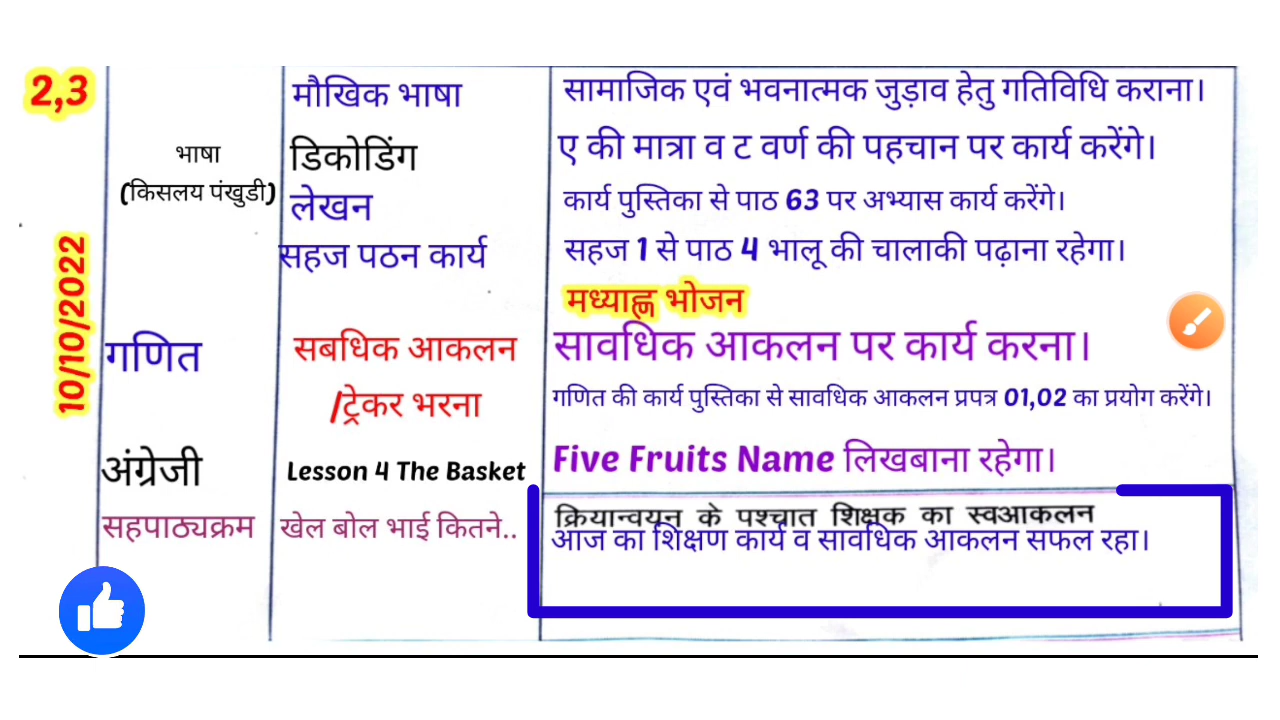 2,3
10/10/2022
भाषा
(किसलय पंखुडी)
मौखिक भाषा
सामाजिक एवं भवनात्मक जुड़ाव हेतु गतिविधि कराना।
डिकोडिंग
ए की मात्रा व ट वर्ण की पहचान पर कार्य करेंगे।
लेखन
कार्य पुस्तिका से पाठ 63 पर अभ्यास कार्य करेंगे।
सहज पठन कार्य
सहज 1 से पाठ 4 भालू की चालाकी पढ़ाना रहेगा।
मध्याह्न भोजन
गणित
सबधिक आकलन
/ट्रेकर भरना
सावधिक आकलन पर कार्य करना।
गणित की कार्य पुस्तिका से सावधिक आकलन प्रपत्र 01,02 का प्रयोग करेंगे।
अंग्रेजी
Lesson 4 The Basket
Five Fruits Name लिखबाना रहेगा।
सहपाठ्यक्रम
खेल बोल भाई कितने..
क्रियान्वयन के पश्चात शिक्षक का स्वआकलन
आज का शिक्षण कार्य व सावधिक आकलन सफल रहा।